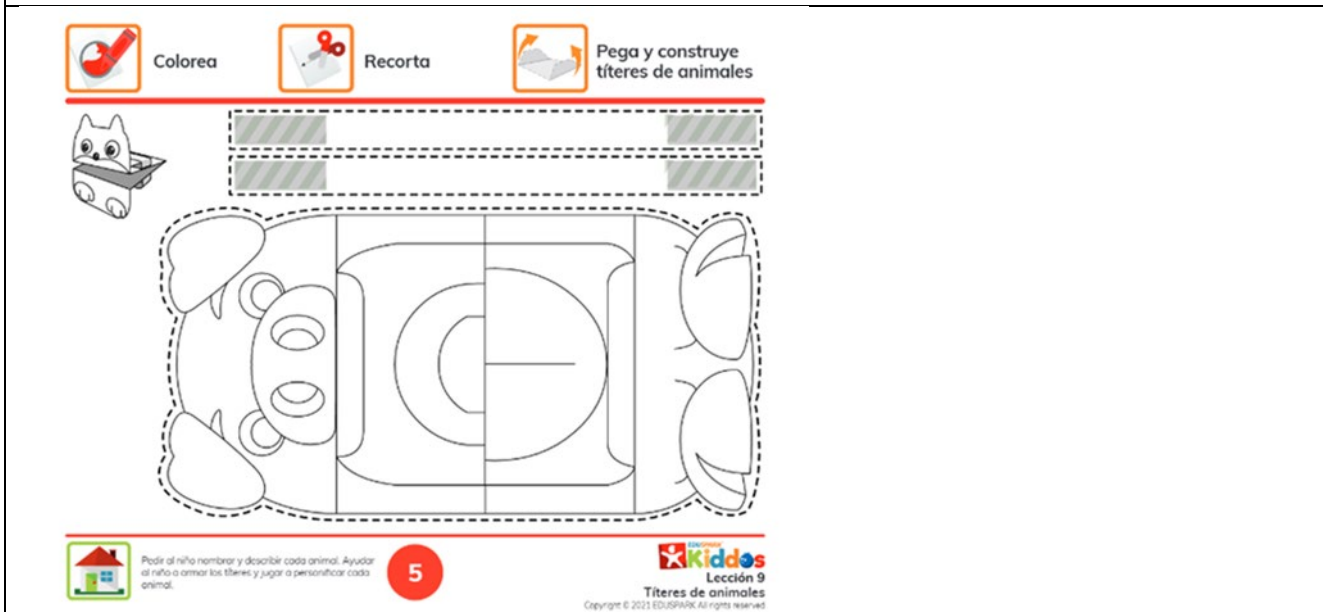 Colorea
Recorta
Pega y construye
títeres de animales
Pedir al niño nombrar y describir cada animal. Ayudar
al niño a armar los títeres y jugar a personificar cada
animal.
5
EDUSPARK
Kiddos
Lección 9
Títeres de animales
Copyright © 2021 EDUSPARK All rights reserved